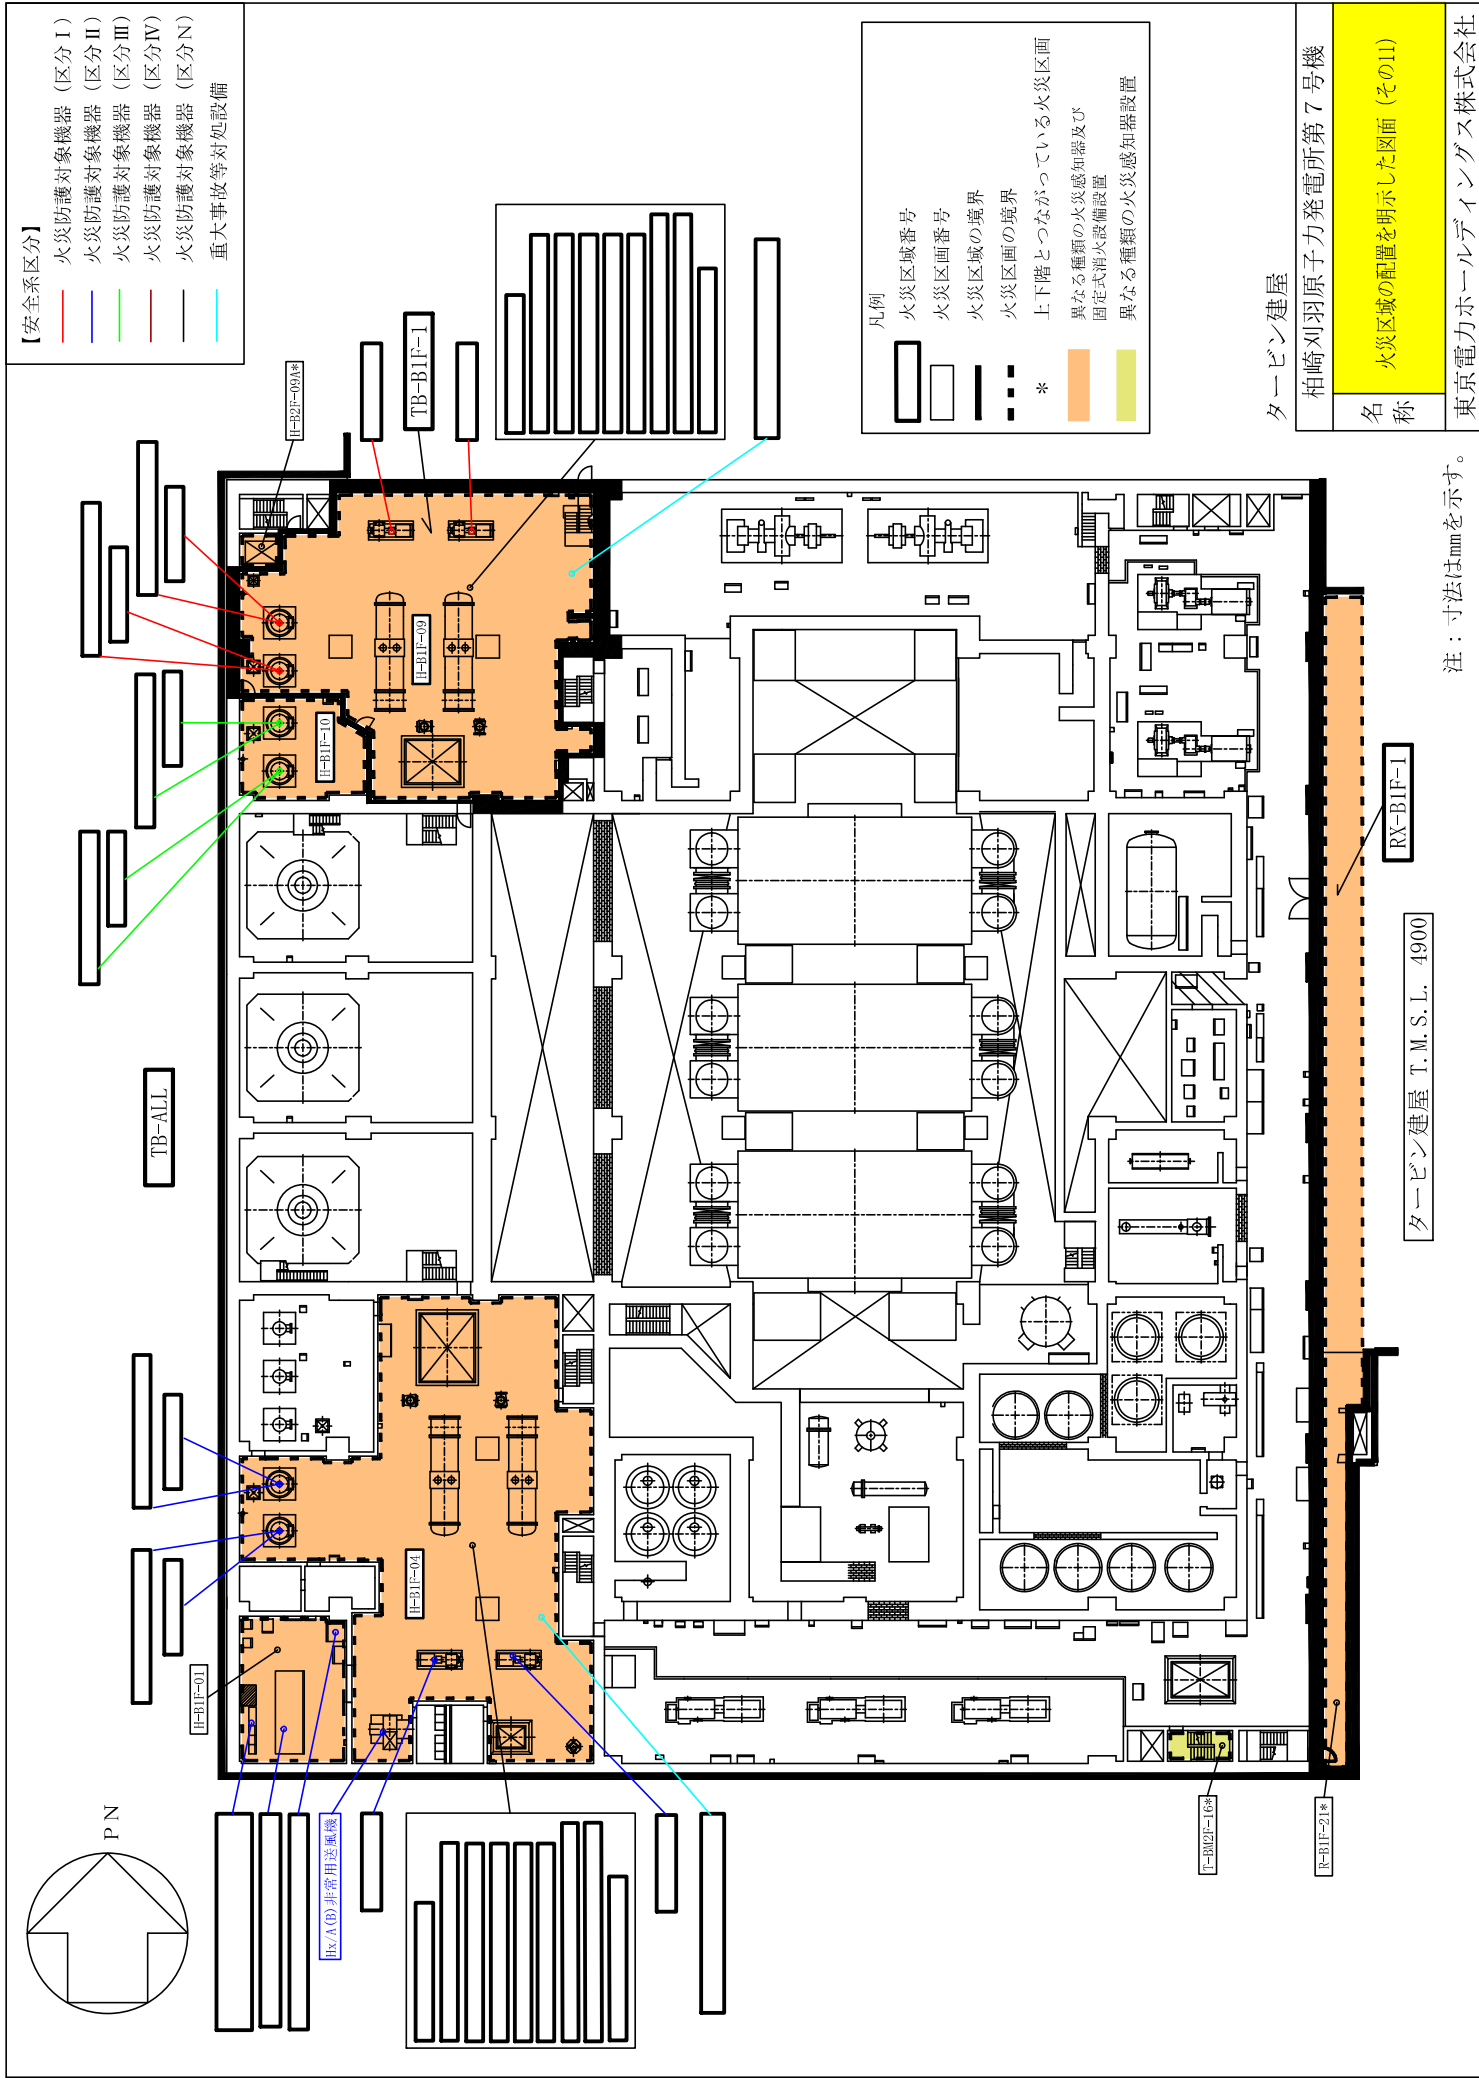 【安全系区分】
火災防護対象機器（区分Ⅰ）
火災防護対象機器（区分Ⅱ）
火災防護対象機器（区分Ⅲ）
火災防護対象機器（区分Ⅳ）
火災防護対象機器（区分N）
重大事故等対処設備
H-B2F-09A*
TB-B1F-1
H-B1F-09
H-B1F-10
TB-ALL
H-B1F-04
H-B1F-01
Hx/A(B)非常用送風機
PN
凡例
火災区域番号
火災区画番号
火災区域の境界
火災区画の境界
* 上下階とつながっている火災区画
異なる種類の火災感知器及び
固定式消火設備設置
異なる種類の火災感知器設置
RX-B1F-1
T-BM2F-16*
R-B1F-21*
タービン建屋 T.M.S.L. 4900
注：寸法はmmを示す。
タービン建屋
柏崎刈羽原子力発電所第７号機
名称
火災区域の配置を明示した図面（その11）
東京電力ホールディングス株式会社